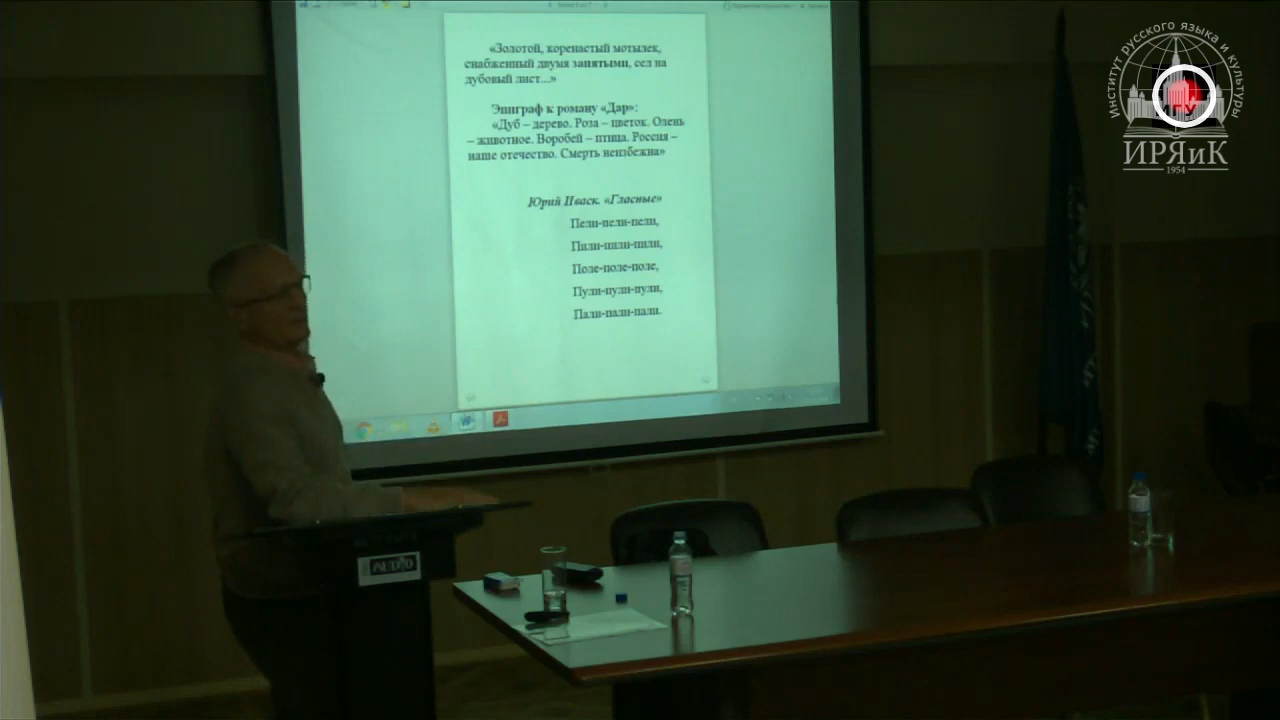 «Золотой, коренастый мотылек,
снабженный двумя запятыми, сел на
дубовый лист...»
Эпиграф к роману «Дар»:
«Дуб – дерево. Роза – цветок. Олень
– животное. Воробей – птица. Россия –
наше отечество. Смерть неизбежна»
Юрий Иваск. «Гласные»
Пели-пели-пели,
Пили-пили-пили,
Поле-поле-поле,
Пули-пули-пули,
Пали-пали-пали.
Институт русского языка и культуры
МГУ
ИРЯиК
1954